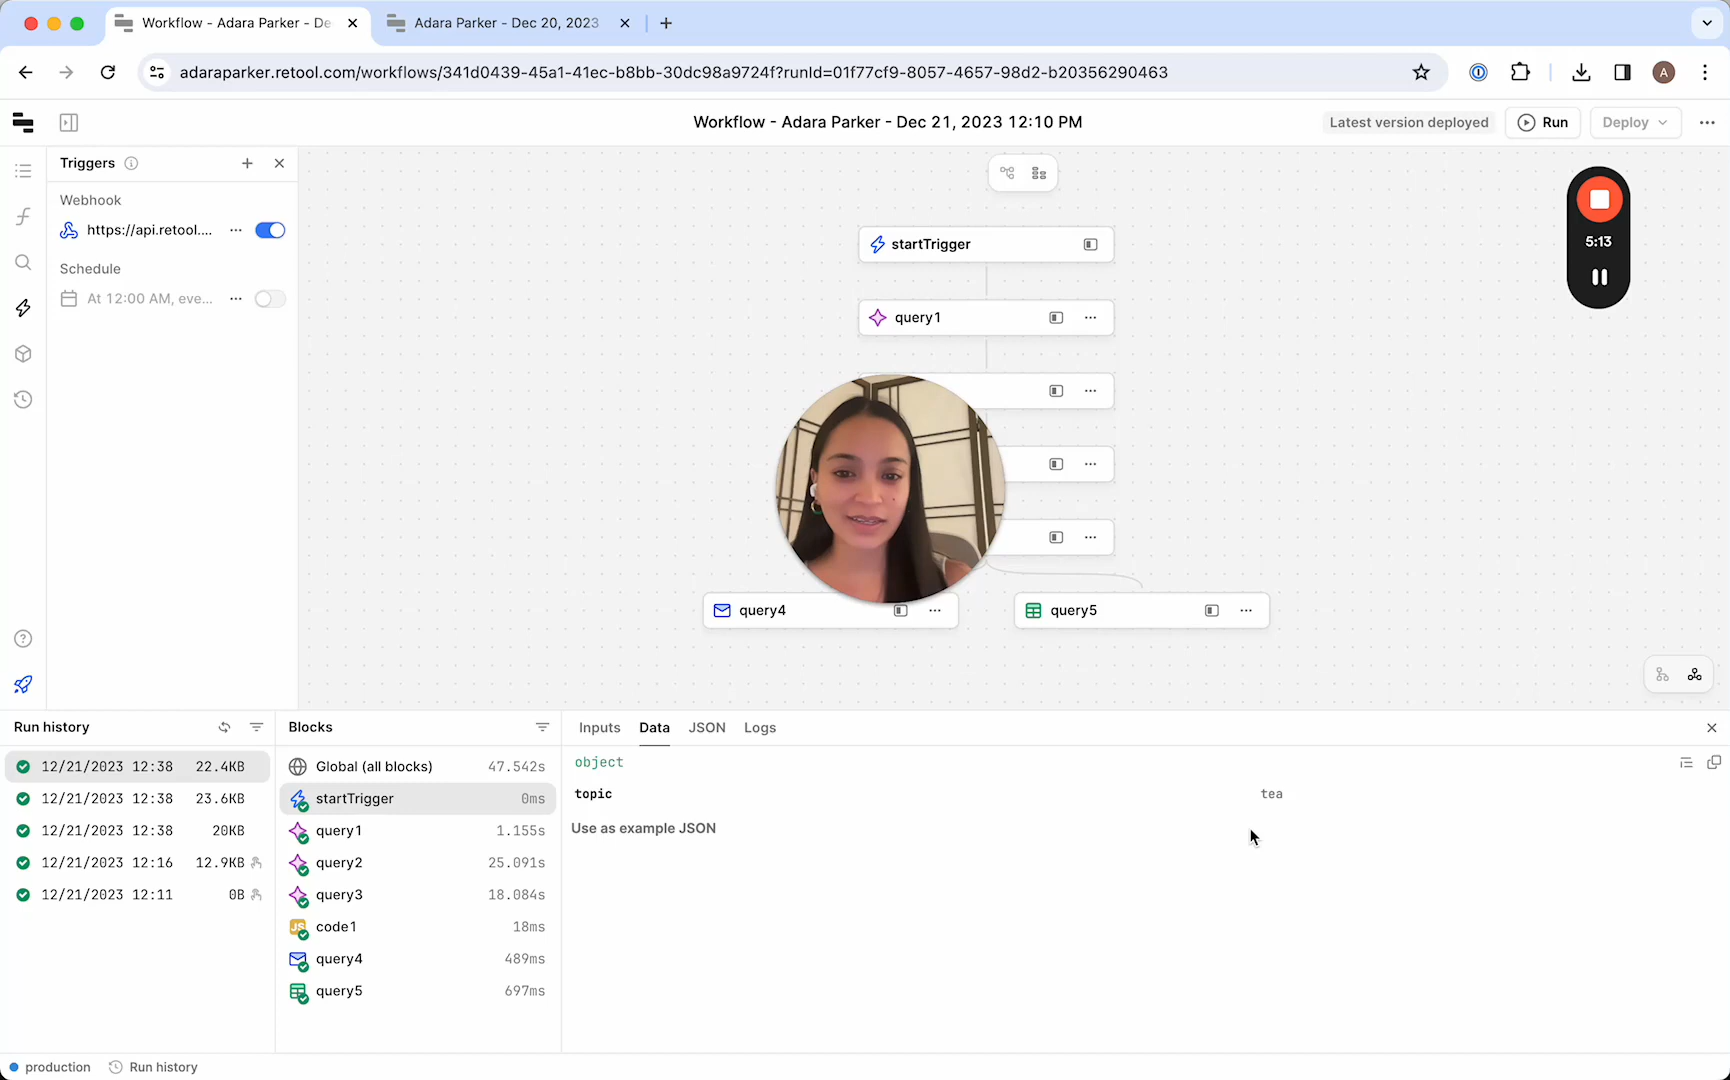 Workflow - Adara Parker - De
Adara Parker - Dec 20, 2023
adaraparker.retool.com/workflows/341d0439-45a1-41ec-b8bb-30dc98a9724f?runId=01f77cf9-8057-4657-98d2-b20356290463
A
Workflow - Adara Parker - Dec 21, 2023 12:10 PM
Latest version deployed
Run
Deploy
Triggers
Webhook
https://api.retool....
Schedule
At 12:00 AM, eve...
startTrigger
query1
query4
query5
5:13
Run history
12/21/2023 12:38 22.4KB
12/21/2023 12:38 23.6KB
12/21/2023 12:38 20KB
12/21/2023 12:16 12.9KB
12/21/2023 12:11 0B
Blocks
Global (all blocks) 47.542s
startTrigger 0ms
query1 1.155s
query2 25.091s
query3 18.084s
JS code1 18ms
query4 489ms
query5 697ms
Inputs Data JSON Logs
object
topic tea
Use as example JSON
production Run history